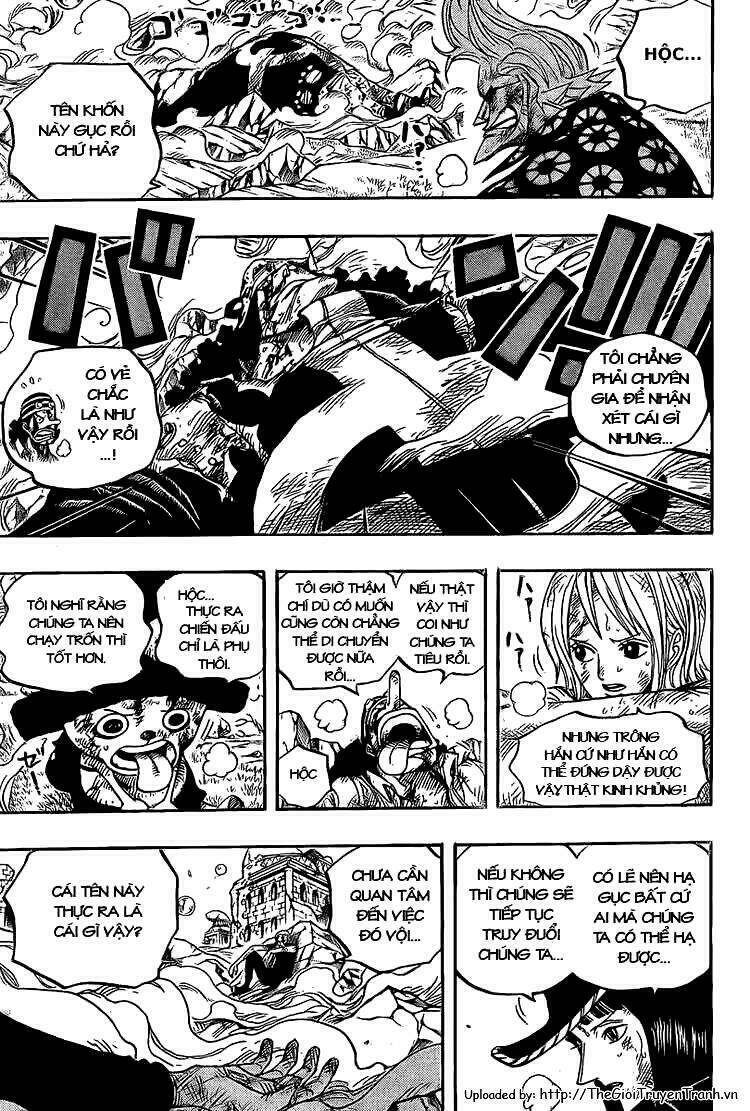 HỘC...
TÊN KHỐN
NÀY GỤC RỒI
CHỨ HẢ?
TÔI CHẲNG
PHẢI CHUYÊN
GIA ĐỂ NHẬN
XÉT CÁI GÌ
NHƯNG...
CÓ VẺ
CHẮC
LÀ NHƯ
VẬY RỒI
...!
NHƯNG TRÔNG
HẮN CỨ NHƯ HẮN CÓ
THỂ ĐỨNG DẬY ĐƯỢC
VẬY THẬT KINH KHỦNG!
NẾU THẬT
VẬY THÌ
COI NHƯ
CHÚNG TA
TIÊU RỒI.
TÔI GIỜ THẬM
CHÍ DÙ CÓ MUỐN
CŨNG CÒN CHẲNG
THỂ DI CHUYỂN
ĐƯỢC NỮA
RỒI...
HỘC
HỘC...
THỰC RA
CHIẾN ĐẤU
CHỈ LÀ PHỤ
THÔI.
TÔI NGHĨ RẰNG
CHÚNG TA NÊN
CHẠY TRỐN THÌ
TỐT HƠN.
CÓ LẼ NÊN HẠ
GỤC BẤT CỨ
AI MÀ CHÚNG
TA CÓ THỂ HẠ
ĐƯỢC...
NẾU KHÔNG
THÌ CHÚNG SẼ
TIẾP TỤC
TRUY ĐUỔI
CHÚNG TA...
CHƯA CẦN
QUAN TÂM
ĐẾN VIỆC
ĐÓ VỘI...
CÁI TÊN NÀY
THỰC RA LÀ
CÁI GÌ VẬY?
Uploaded by: http://TheGiớiTruyệnTranh.vn